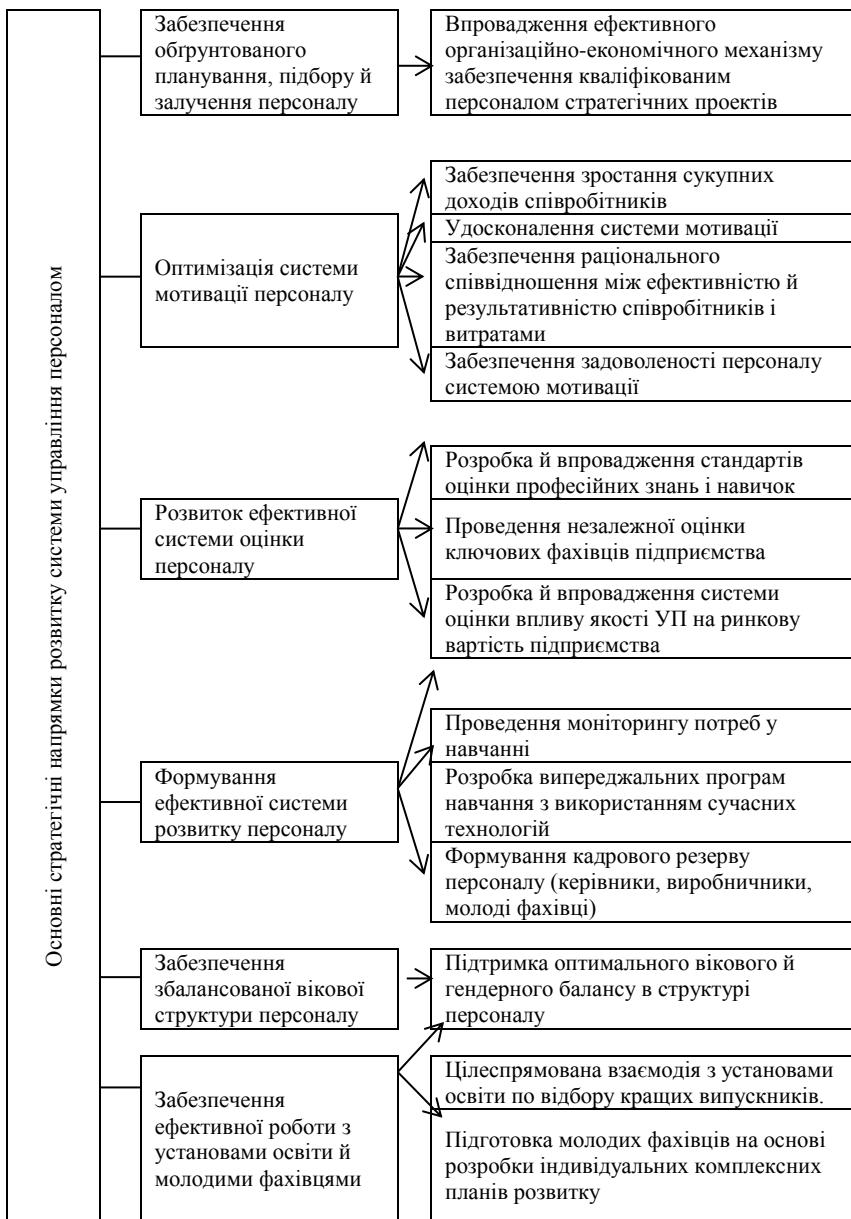 Основні стратегічні напрямки розвитку системи управління персоналом
Забезпечення
обґрунтованого
планування, підбору й
залучення персоналу
Впровадження ефективного
організаційно-економічного механізму
забезпечення кваліфікованим
персоналом стратегічних проектів
Оптимізація системи
мотивації персоналу
Забезпечення зростання сукупних
доходів співробітників
Удосконалення системи мотивації
Забезпечення раціонального
співвідношення між ефективністю й
результативністю співробітників і
витратами
Забезпечення задоволеності персоналу
системою мотивації
Розвиток ефективної
системи оцінки
персоналу
Розробка й впровадження стандартів
оцінки професійних знань і навичок
Проведення незалежної оцінки
ключових фахівців підприємства
Розробка й впровадження системи
оцінки впливу якості УП на ринкову
вартість підприємства
Формування
ефективної системи
розвитку персоналу
Проведення моніторингу потреб у
навчанні
Розробка випереджальних програм
навчання з використанням сучасних
технологій
Формування кадрового резерву
персоналу (керівники, виробничники,
молоді фахівці)
Забезпечення
збалансованої вікової
структури персоналу
Підтримка оптимального вікового й
гендерного балансу в структурі
персоналу
Забезпечення
ефективної роботи з
установами освіти й
молодими фахівцями
Цілеспрямована взаємодія з установами
освіти по відбору кращих випускників.
Підготовка молодих фахівців на основі
розробки індивідуальних комплексних
планів розвитку